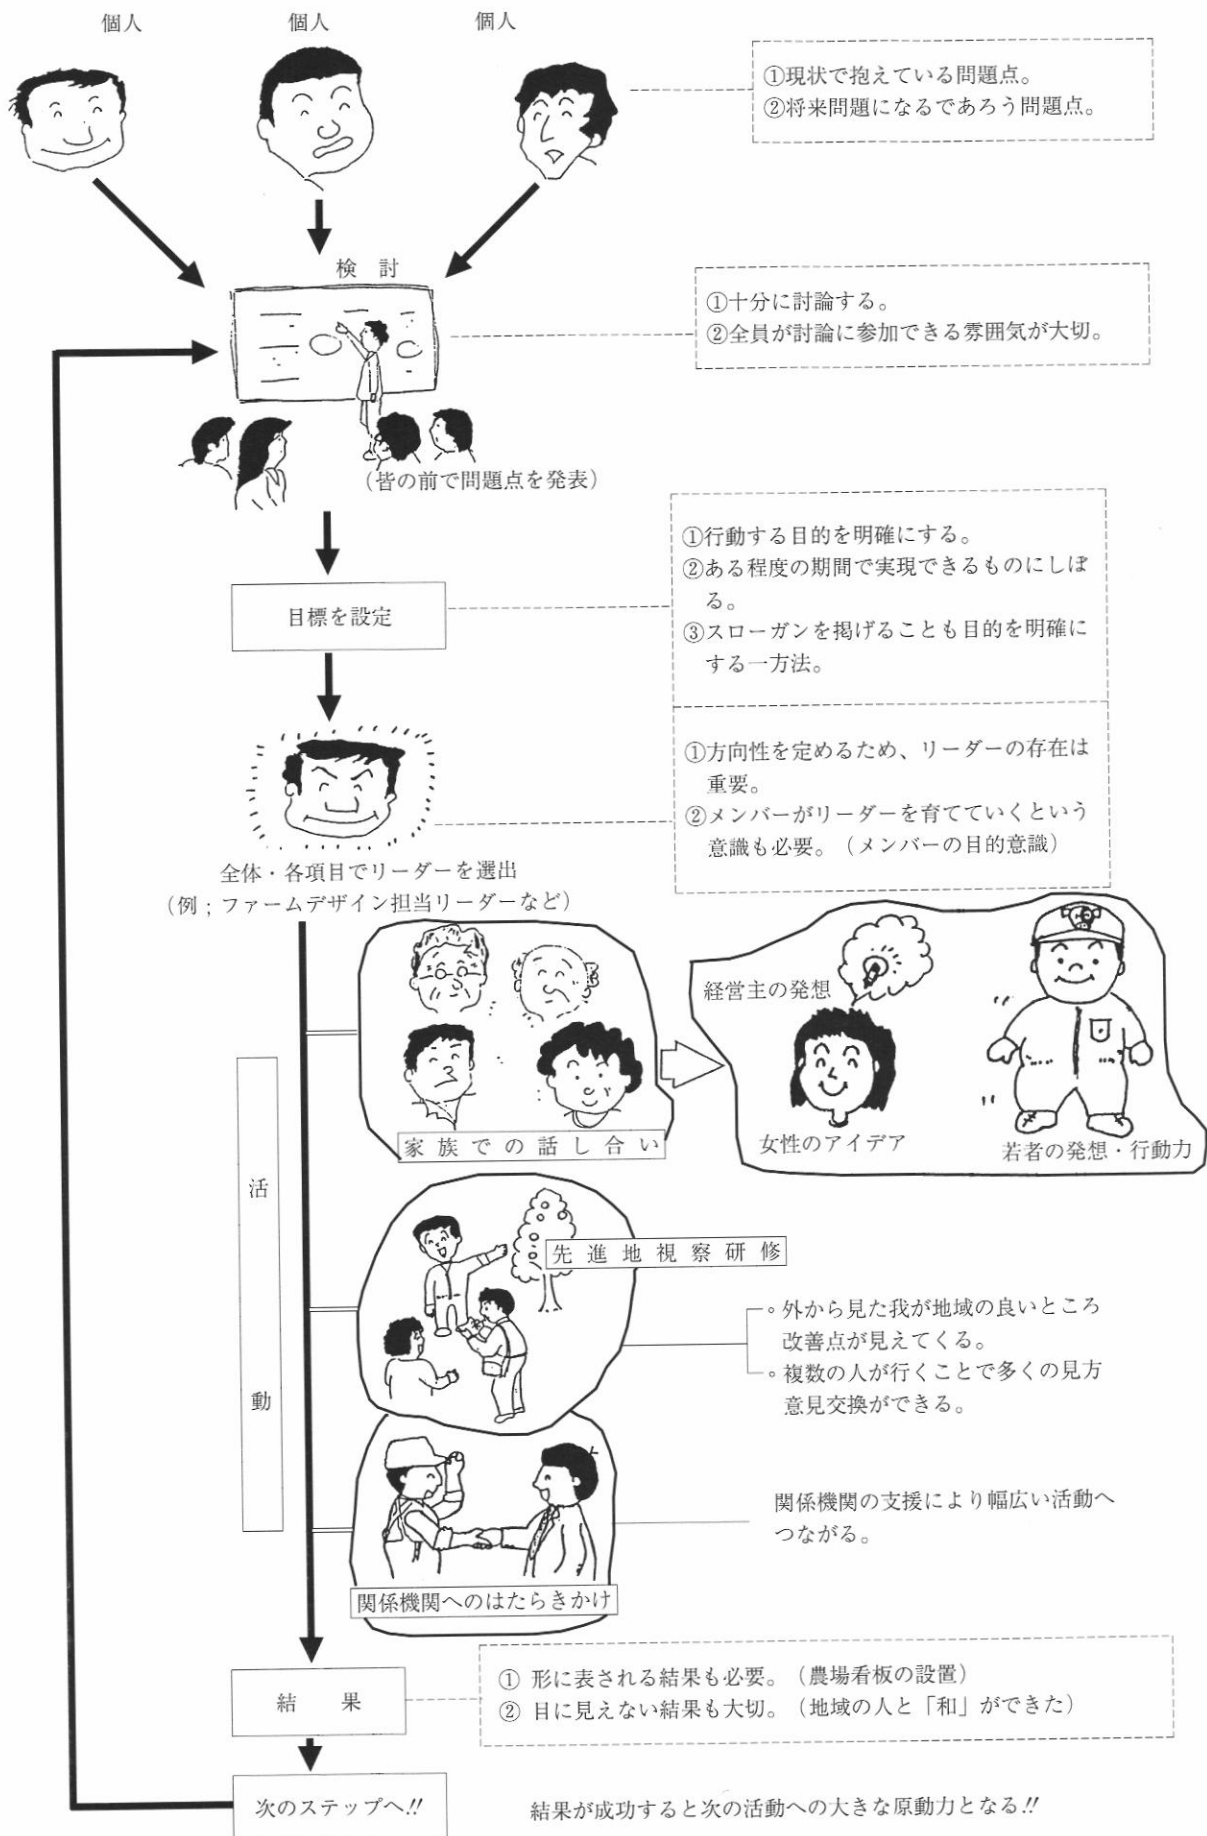 個人
個人
個人
①現状で抱えている問題点。
②将来問題になるであろう問題点。
検　討
①十分に討論する。
②全員が討論に参加できる雰囲気が大切。
(皆の前で問題点を発表)
①行動する目的を明確にする。
②ある程度の期間で実現できるものにしぼ
る。
③スローガンを掲げることも目的を明確に
する一方法。
目標を設定
①方向性を定めるため、リーダーの存在は
重要。
②メンバーがリーダーを育てていくという
意識も必要。（メンバーの目的意識）
全体・各項目でリーダーを選出
(例；ファームデザイン担当リーダーなど)
活動
家族での話し合い
経営主の発想
女性のアイデア
若者の発想・行動力
先進地視察研修
。外から見た我が地域の良いところ
改善点が見えてくる。
。複数の人が行くことで多くの見方
意見交換ができる。
関係機関へのはたらきかけ
関係機関の支援により幅広い活動へ
つながる。
結　果
① 形に表される結果も必要。（農場看板の設置）
② 目に見えない結果も大切。（地域の人と「和」ができた）
次のステップへ!!
結果が成功すると次の活動への大きな原動力となる!!